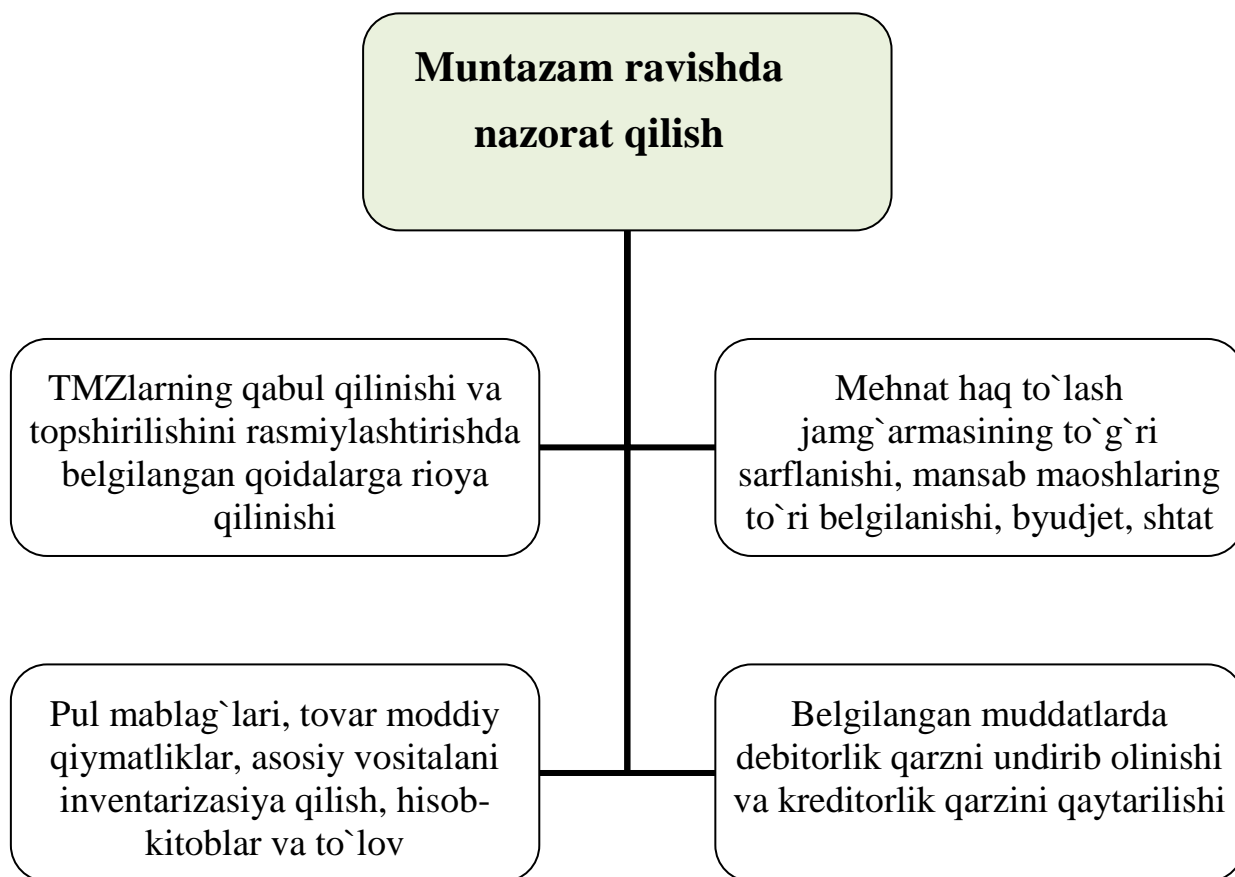 Muntazam ravishda
nazorat qilish
TMZlarning qabul qilinishi va
topshirilishini rasmiylashtirishda
belgilangan qoidalarga rioya
qilinishi
Mehnat haq to`lash
jamg`armasining to`g`ri
sarflanishi, mansab maoshlaring
to`ri belgilanishi, byudjet, shtat
Pul mablag`lari, tovar moddiy
qiymatliklar, asosiy vositalani
inventarizasiya qilish, hisob-
kitoblar va to`lov
Belgilangan muddatlarda
debitorlik qarzni undirib olinishi
va kreditorlik qarzini qaytarilishi